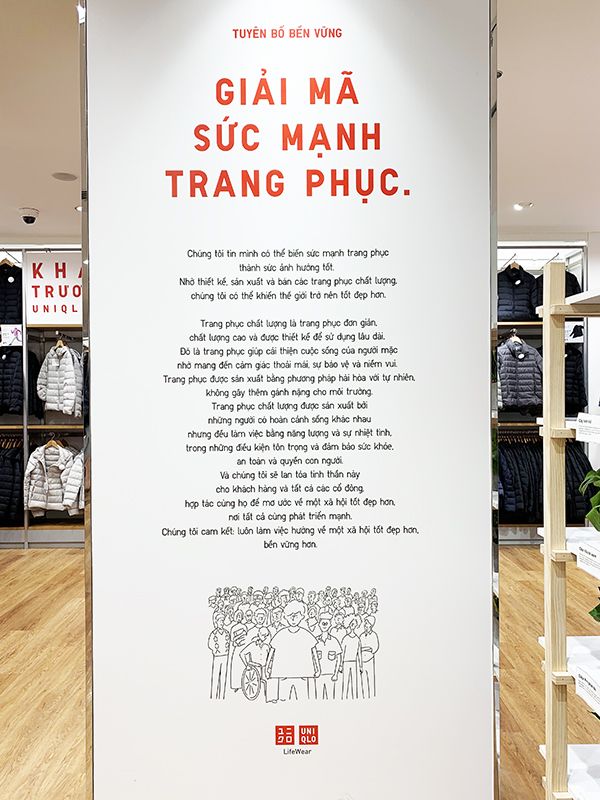 TUYÊN BỐ BỀN VỮNG
GIẢI MÃ
SỨC MẠNH
TRANG PHỤC.
Chúng tôi tin mình có thể biến sức mạnh trang phục
thành sức ảnh hưởng tốt.
Nhờ thiết kế, sản xuất và bán các trang phục chất lượng,
chúng tôi có thể khiến thế giới trở nên tốt đẹp hơn.
Trang phục chất lượng là trang phục đơn giản,
chất lượng cao và được thiết kế để sử dụng lâu dài.
Đó là trang phục giúp cải thiện cuộc sống của người mặc
nhờ mang đến cảm giác thoải mái, sự bảo vệ và niềm vui.
Trang phục được sản xuất bằng phương pháp hài hòa với tự nhiên,
không gây thêm gánh nặng cho môi trường.
Trang phục chất lượng được sản xuất bởi
những người có hoàn cảnh sống khác nhau
nhưng đều làm việc bằng năng lượng và sự nhiệt tình,
trong những điều kiện tôn trọng và đảm bảo sức khỏe,
an toàn và quyền con người.
Và chúng tôi sẽ lan tỏa tinh thần này
cho khách hàng và tất cả các cổ đông,
hợp tác cùng họ để mơ ước về một xã hội tốt đẹp hơn,
nơi tất cả cùng phát triển mạnh.
Chúng tôi cam kết: luôn làm việc hướng về một xã hội tốt đẹp hơn,
bền vững hơn.
ユニ
クロ
UNI
QLO
LifeWear
KHA
TRƯƠ
UNIQL